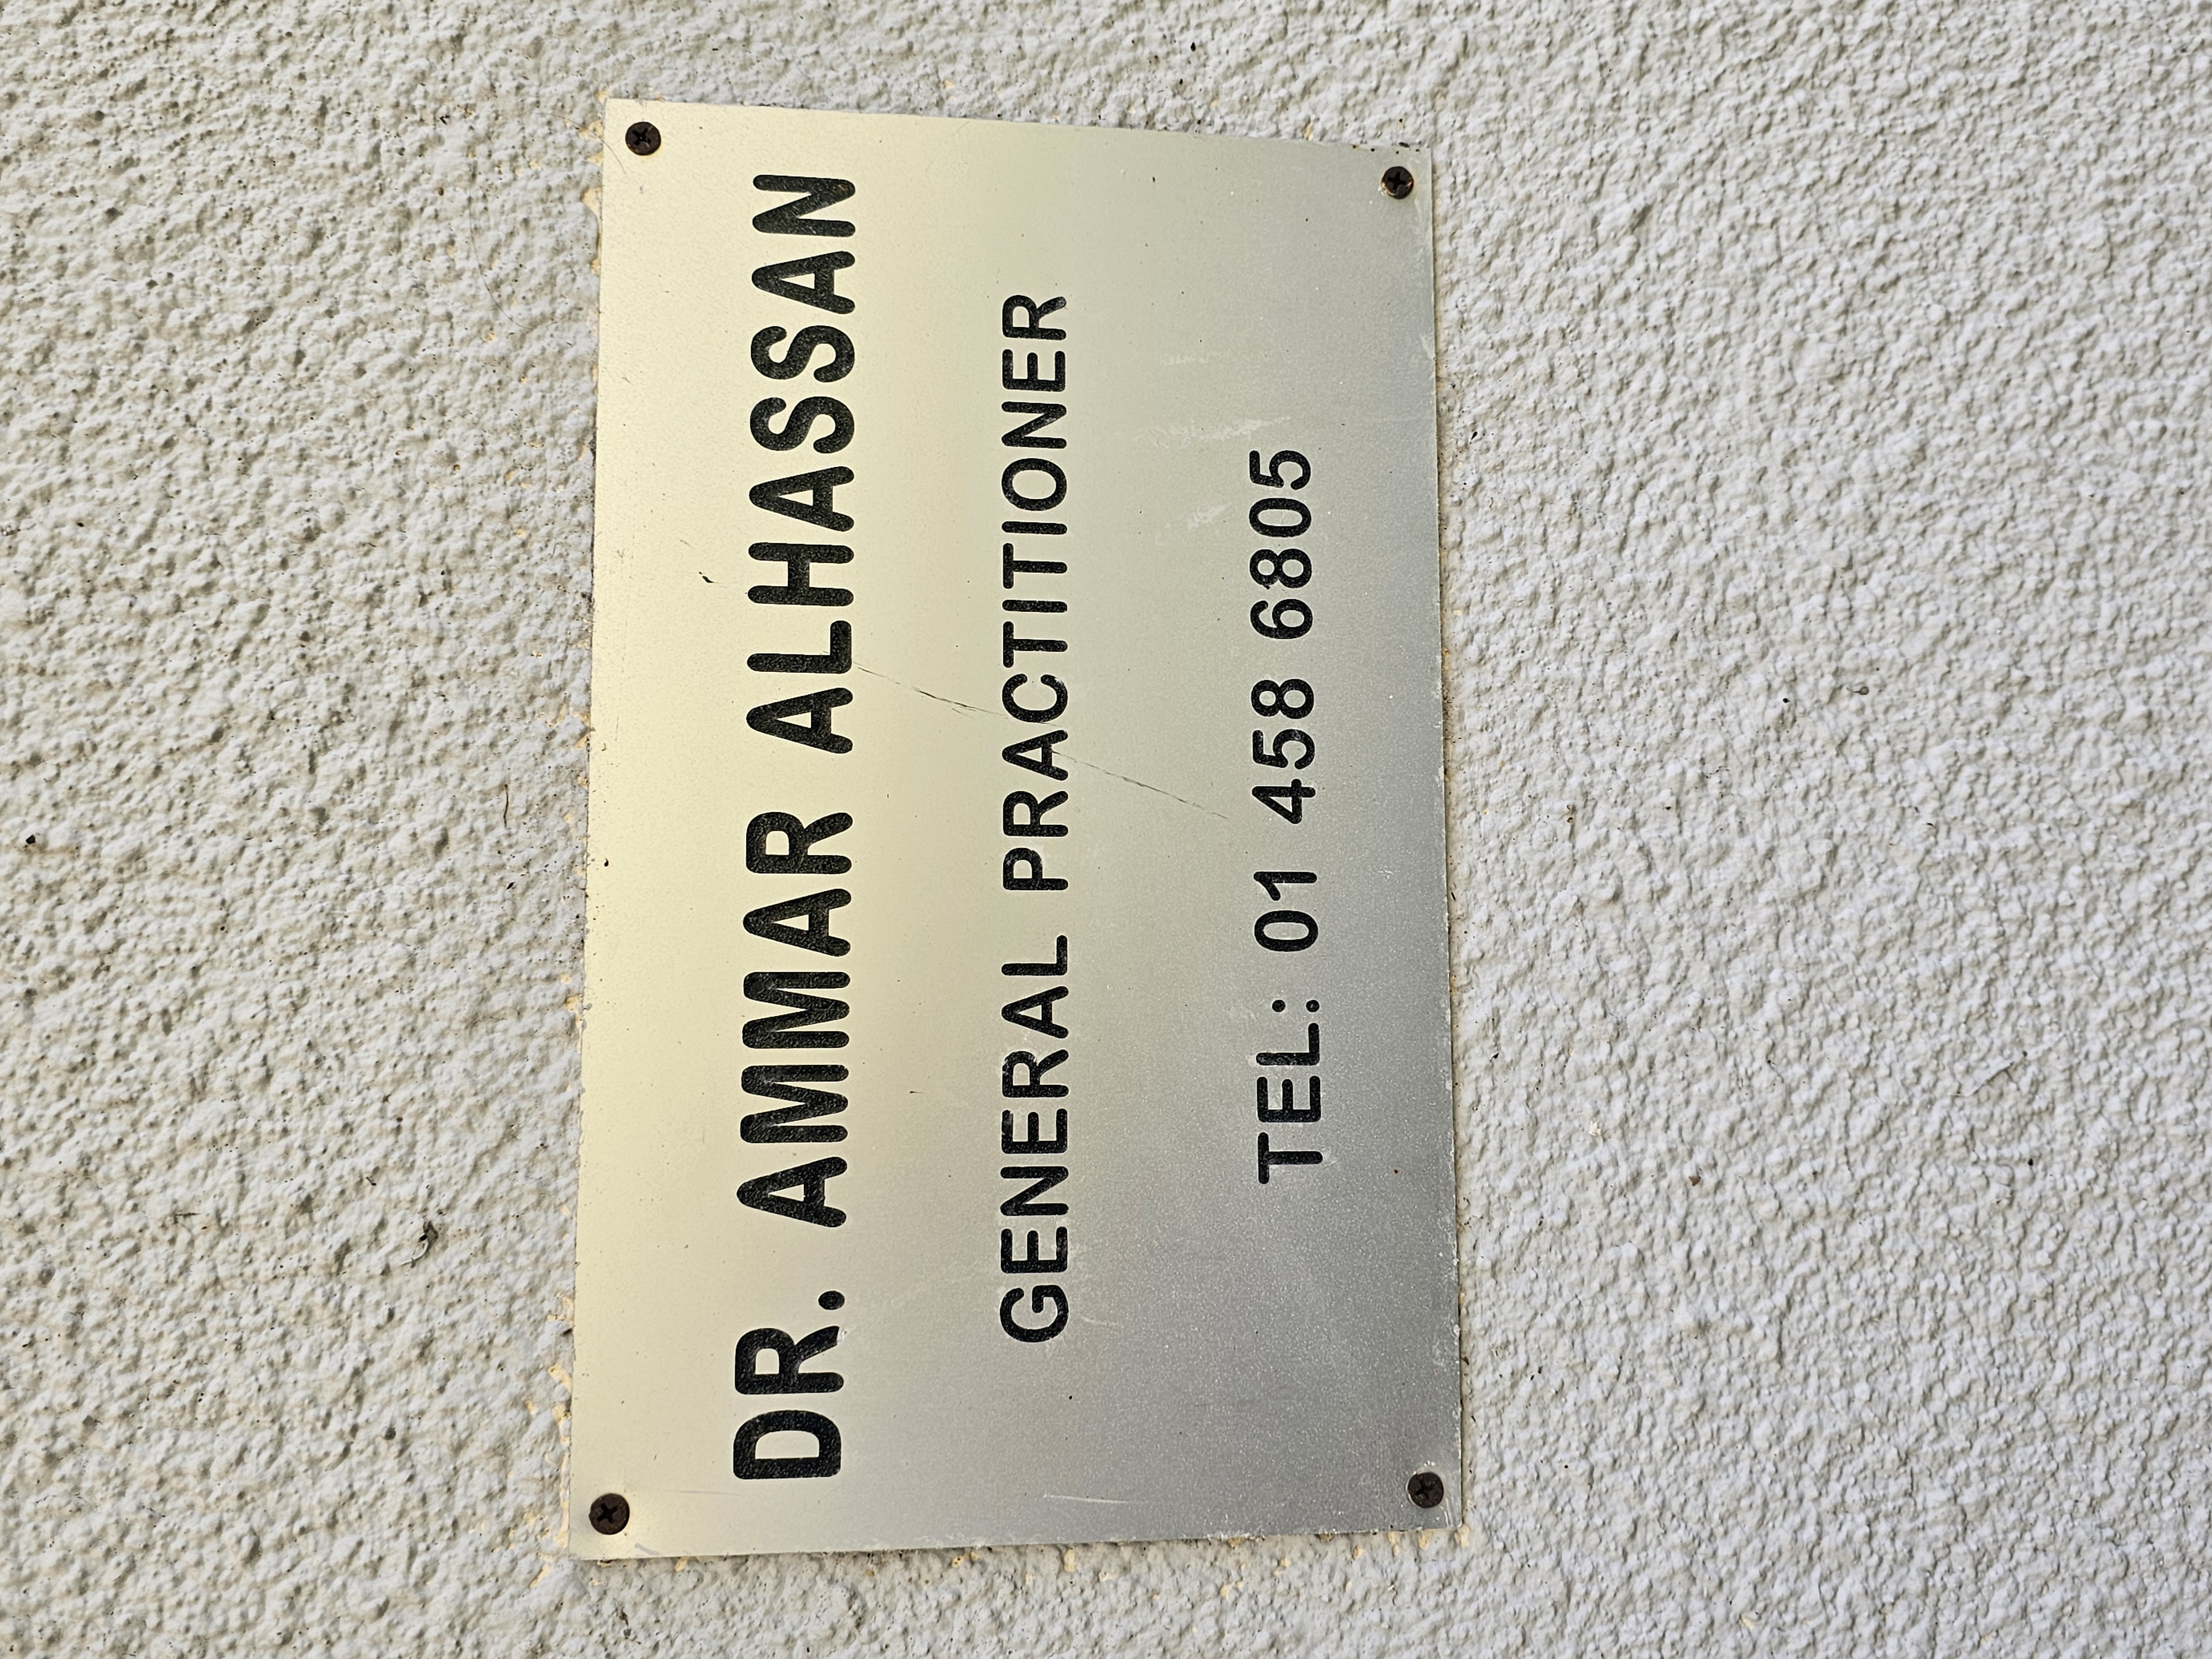 DR. AMMAR ALHASSAN
GENERAL PRACTITIONER
TEL: 01 458 6805